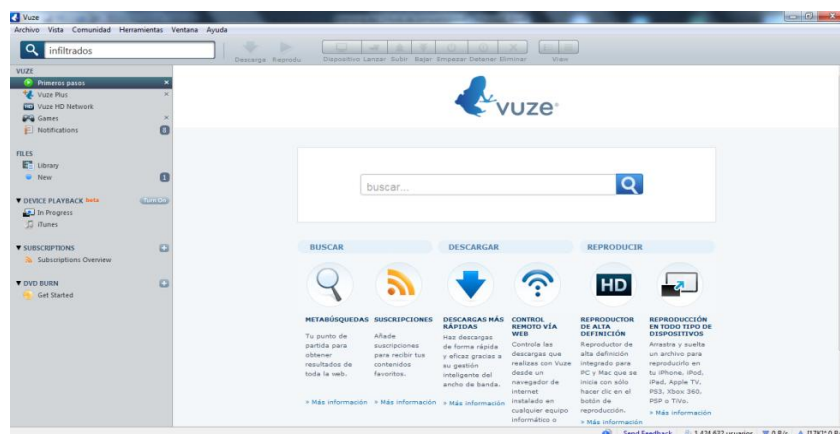 Vuze
Archivo Vista Comunidad Herramientas Ventana Ayuda
infiltrados
Descarga Reprodu Dispositivo Lanzar Subir Bajar Empezar Detener Eliminar View
VUZE
Primeros pasos
Vuze Plus
Vuze HD Network
Games
Notifications
FILES
Library
New 1
DEVICE PLAYBACK beta Turn On
In Progress
iTunes
SUBSCRIPTIONS
Subscriptions Overview
DVD BURN
Get Started
vuze
buscar...
BUSCAR DESCARGAR REPRODUCIR
HD
METABÚSQUEDAS
Tu punto de
partida para
obtener
resultados de
toda la web.
» Más información
SUSCRIPCIONES
Añade
suscripciones
para recibir tus
contenidos
favoritos.
» Más información
DESCARGAS MÁS
RÁPIDAS
Haz descargas
de forma rápida
y eficaz gracias a
su gestión
inteligente del
ancho de banda.
» Más información
CONTROL
REMOTO VÍA
WEB
Controla las
descargas que
realizas con Vuze
desde un
navegador de
internet
instalado en
cualquier equipo
informático o
REPRODUCTOR
DE ALTA
DEFINICIÓN
Reproductor de
alta definición
integrado para
PC y Mac que se
inicia con sólo
hacer clic en el
botón de
reproducción.
» Más información
REPRODUCCIÓN
EN TODO TIPO DE
DISPOSITIVOS
Arrastra y suelta
un archivo para
reproducirlo en
tu iPhone, iPod,
iPad, Apple TV,
PS3, Xbox 360,
PSP o TiVo.
» Más información
Send Feedback